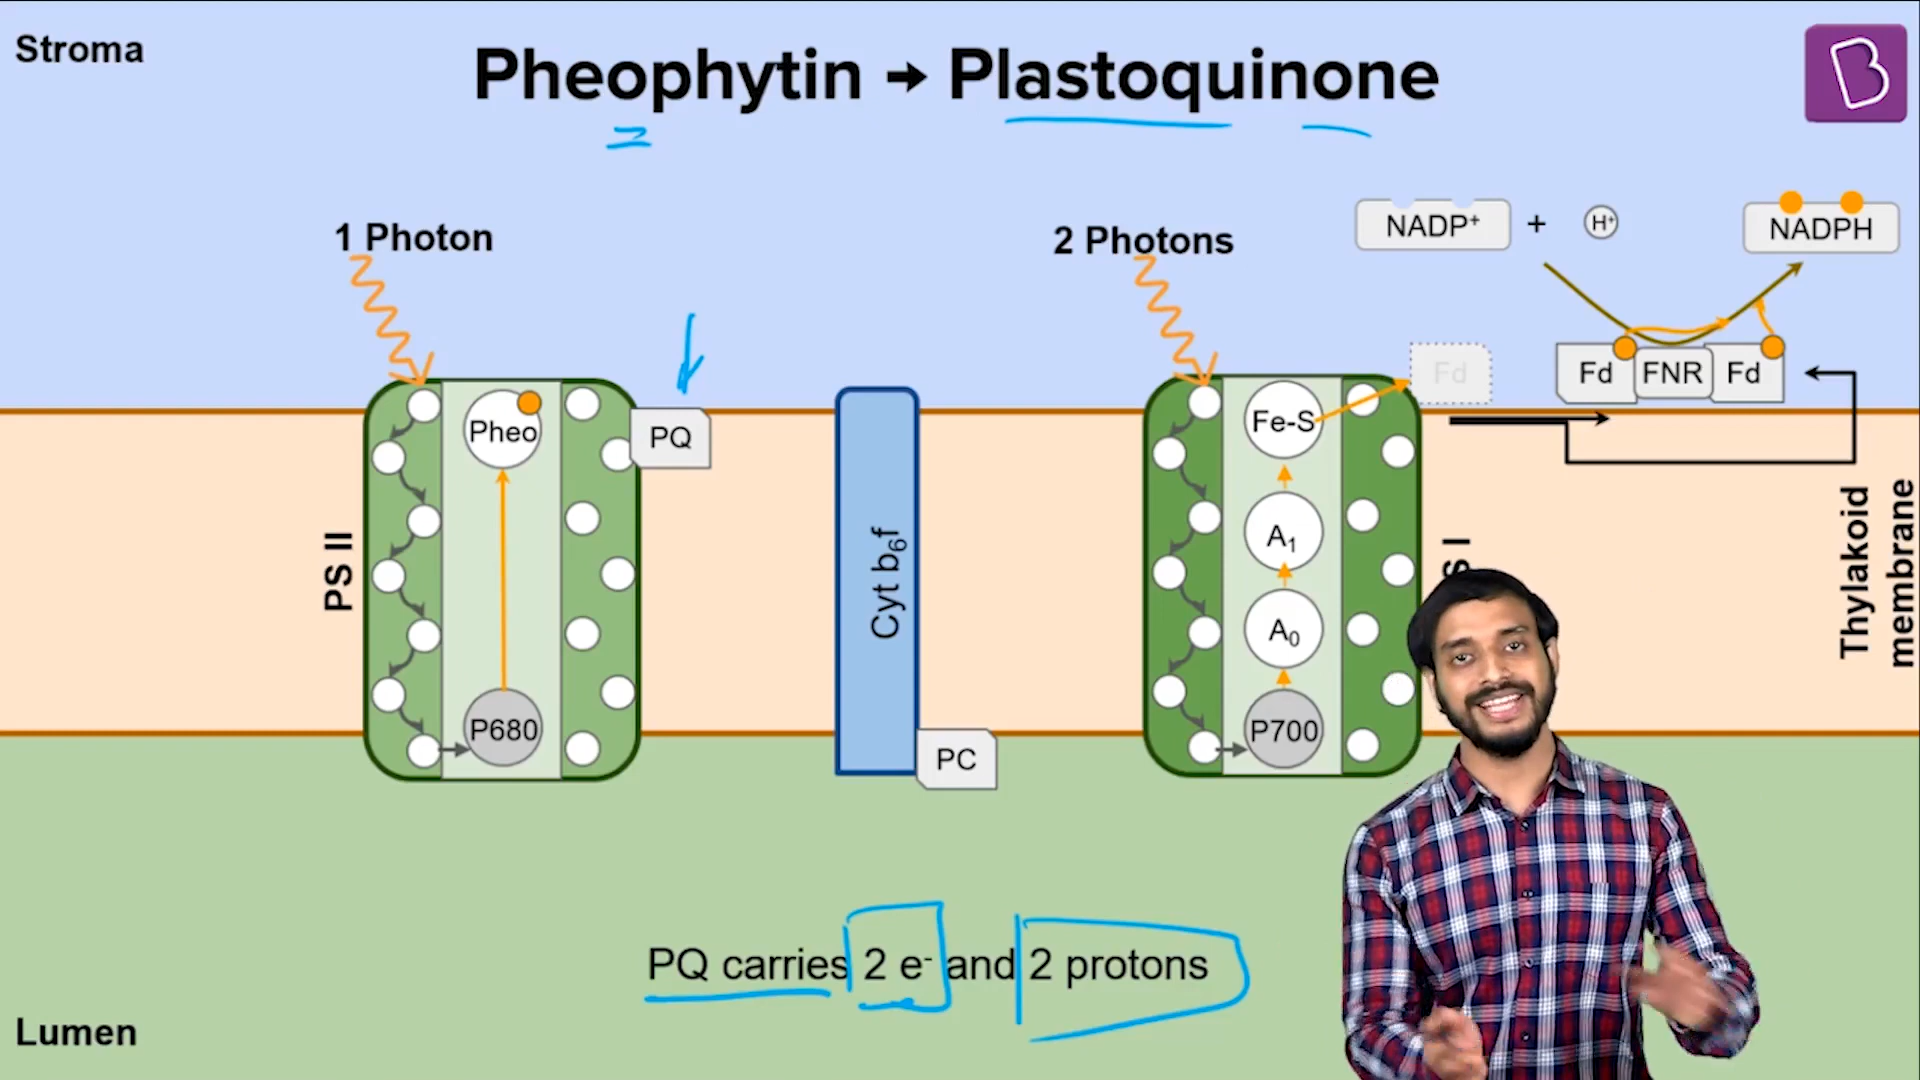 Stroma
Pheophytin → Plastoquinone
B
1 Photon
2 Photons
NADP⁺ + H⁺
NADPH
Fd
Fd FNR Fd
Pheo
PQ
Fe-S
A₁
A₀
PS II
Cyt b₆f
S I
Thylakoid
membrane
P680
P700
PC
PQ carries 2 e⁻ and 2 protons
Lumen